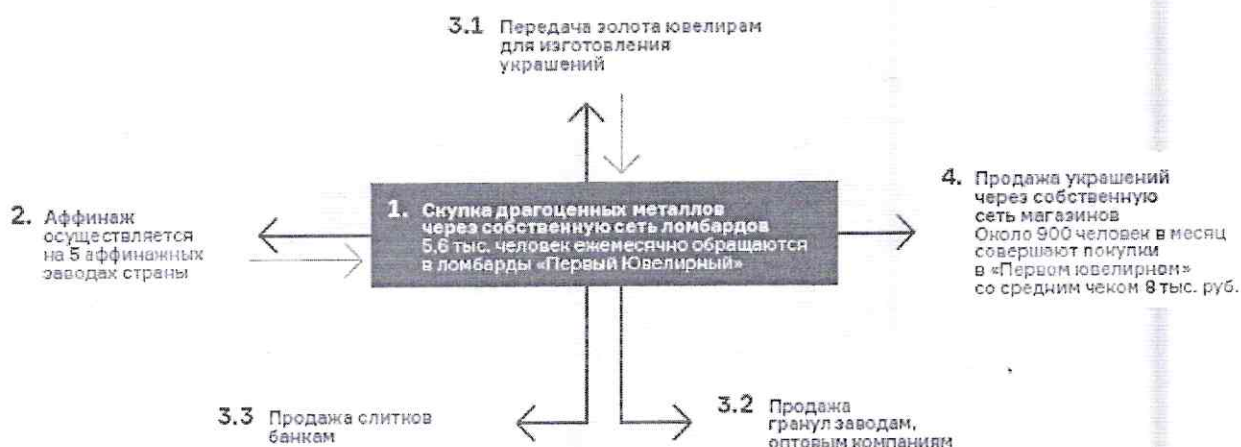 3.1 Передача золота ювелирам
для изготовления
украшений
2. Аффинаж
осуществляется
на 5 аффинажных
заводах страны
1. Скупка драгоценных металлов
через собственную сеть ломбардов
5,6 тыс. человек ежемесячно обращаются
в ломбарды «Первый Ювелирный»
4. Продажа украшений
через собственную
сеть магазинов
Около 900 человек в месяц
совершают покупки
в «Первом ювелирном»
со средним чеком 8 тыс. руб.
3.3 Продажа слитков
банкам
3.2 Продажа
гранул заводам,
оптовым компаниям